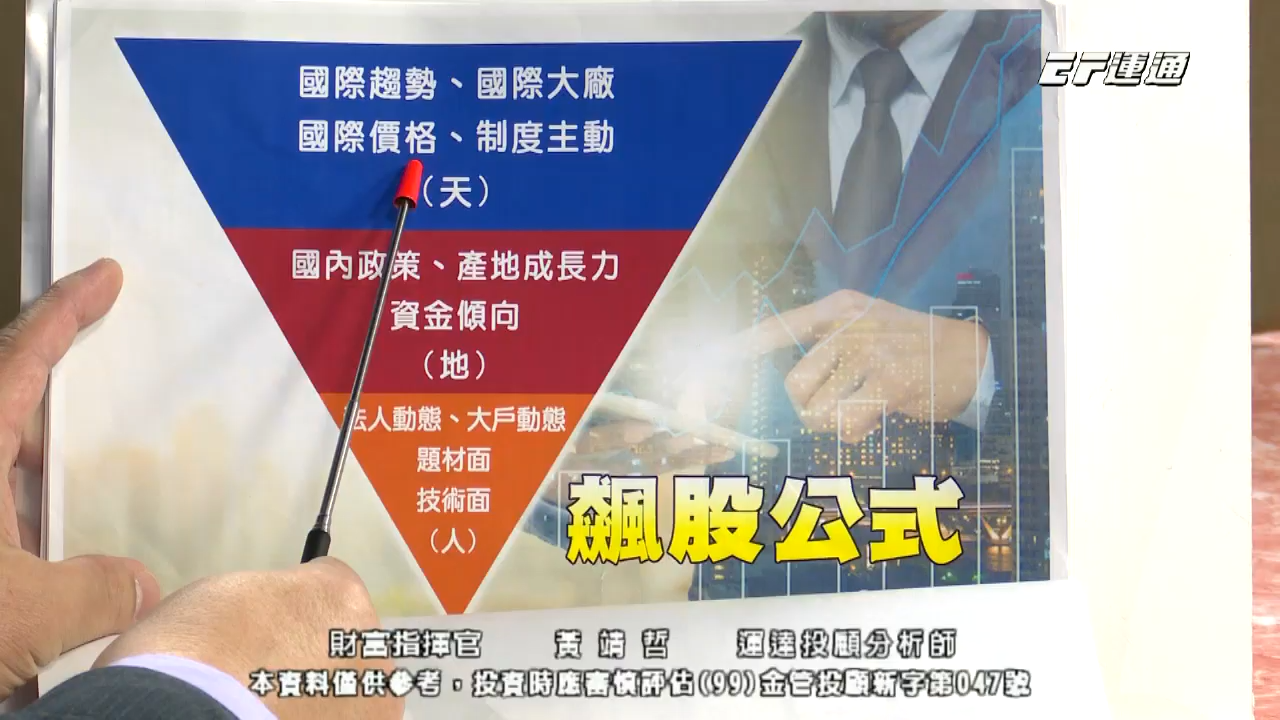 EF運通
國際趨勢、國際大廠
國際價格、制度主動
(天)
國內政策、產地成長力
資金傾向
(地)
法人動態、大戶動態
題材面
技術面
(人)
飆股公式
財富指揮官 黃靖哲 運達投顧分析師
本資料僅供參考，投資時應審慎評估(99)金管投顧新字第047號